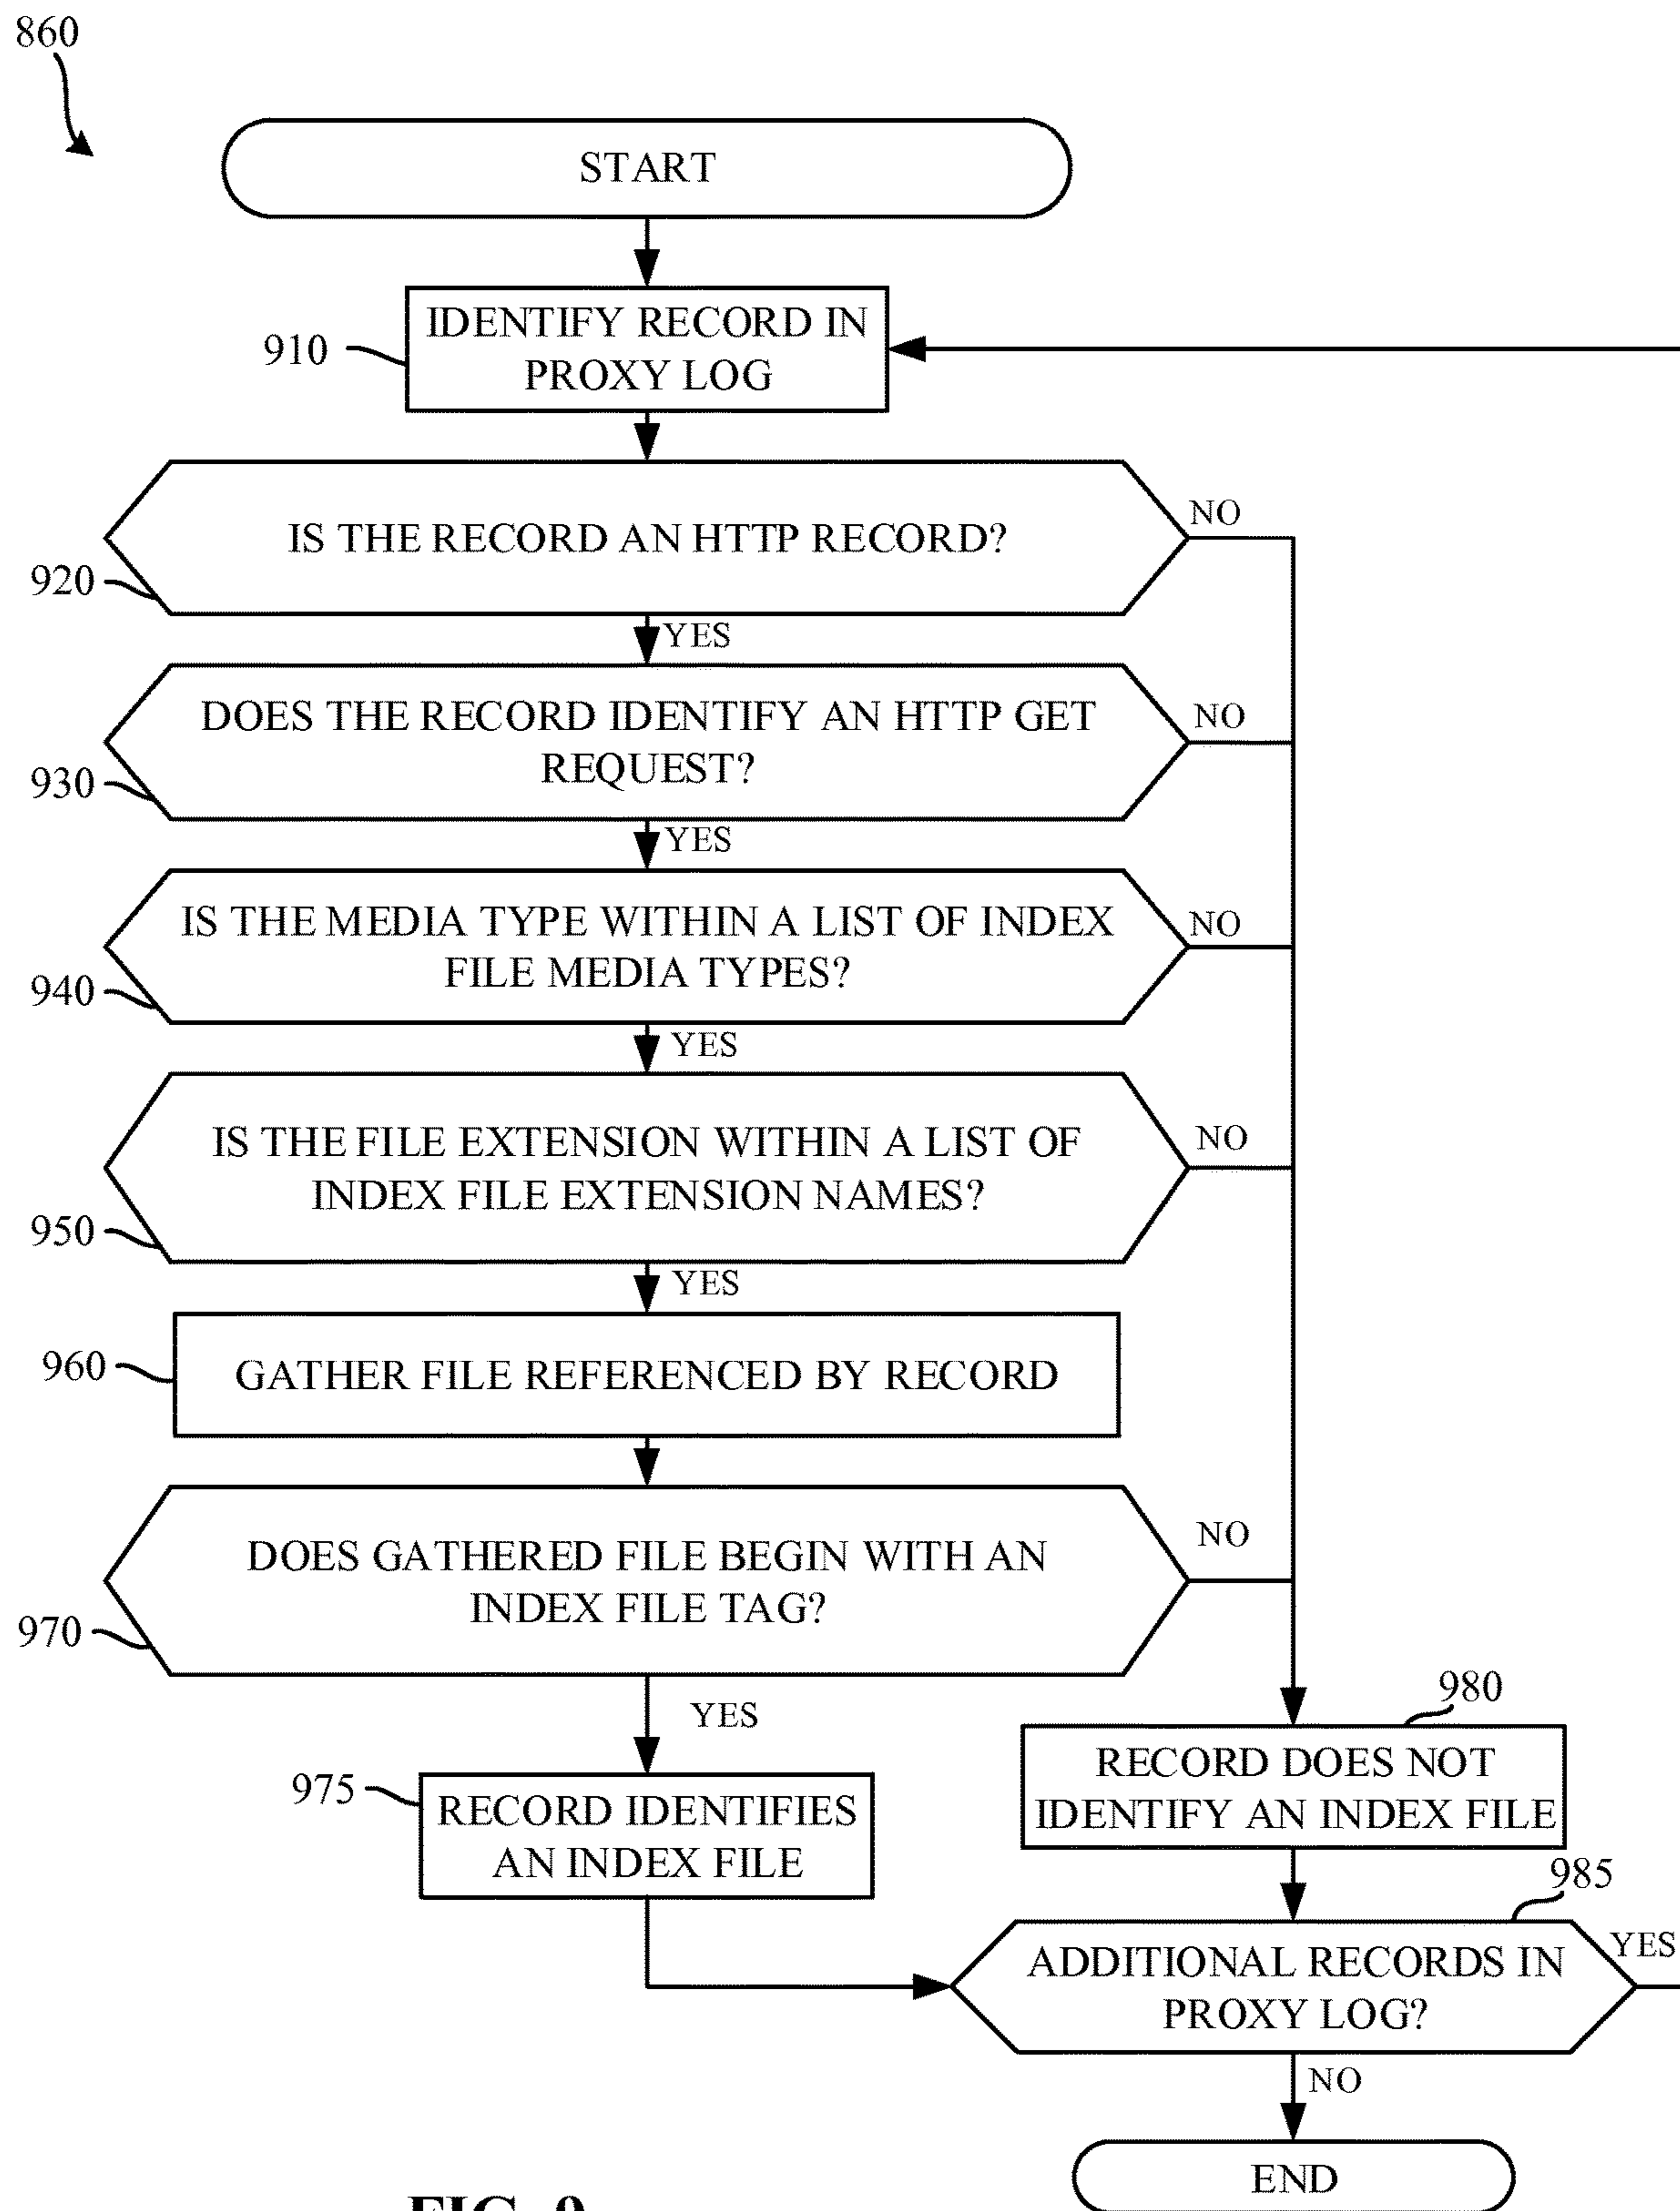 860
START
910
IDENTIFY RECORD IN
PROXY LOG
IS THE RECORD AN HTTP RECORD?
NO
920
YES
DOES THE RECORD IDENTIFY AN HTTP GET
REQUEST?
NO
930
YES
IS THE MEDIA TYPE WITHIN A LIST OF INDEX
FILE MEDIA TYPES?
NO
940
YES
IS THE FILE EXTENSION WITHIN A LIST OF
INDEX FILE EXTENSION NAMES?
NO
950
YES
960
GATHER FILE REFERENCED BY RECORD
DOES GATHERED FILE BEGIN WITH AN
INDEX FILE TAG?
NO
970
YES
975
RECORD IDENTIFIES
AN INDEX FILE
980
RECORD DOES NOT
IDENTIFY AN INDEX FILE
985
ADDITIONAL RECORDS IN
PROXY LOG?
YES
NO
END
FIG. 9